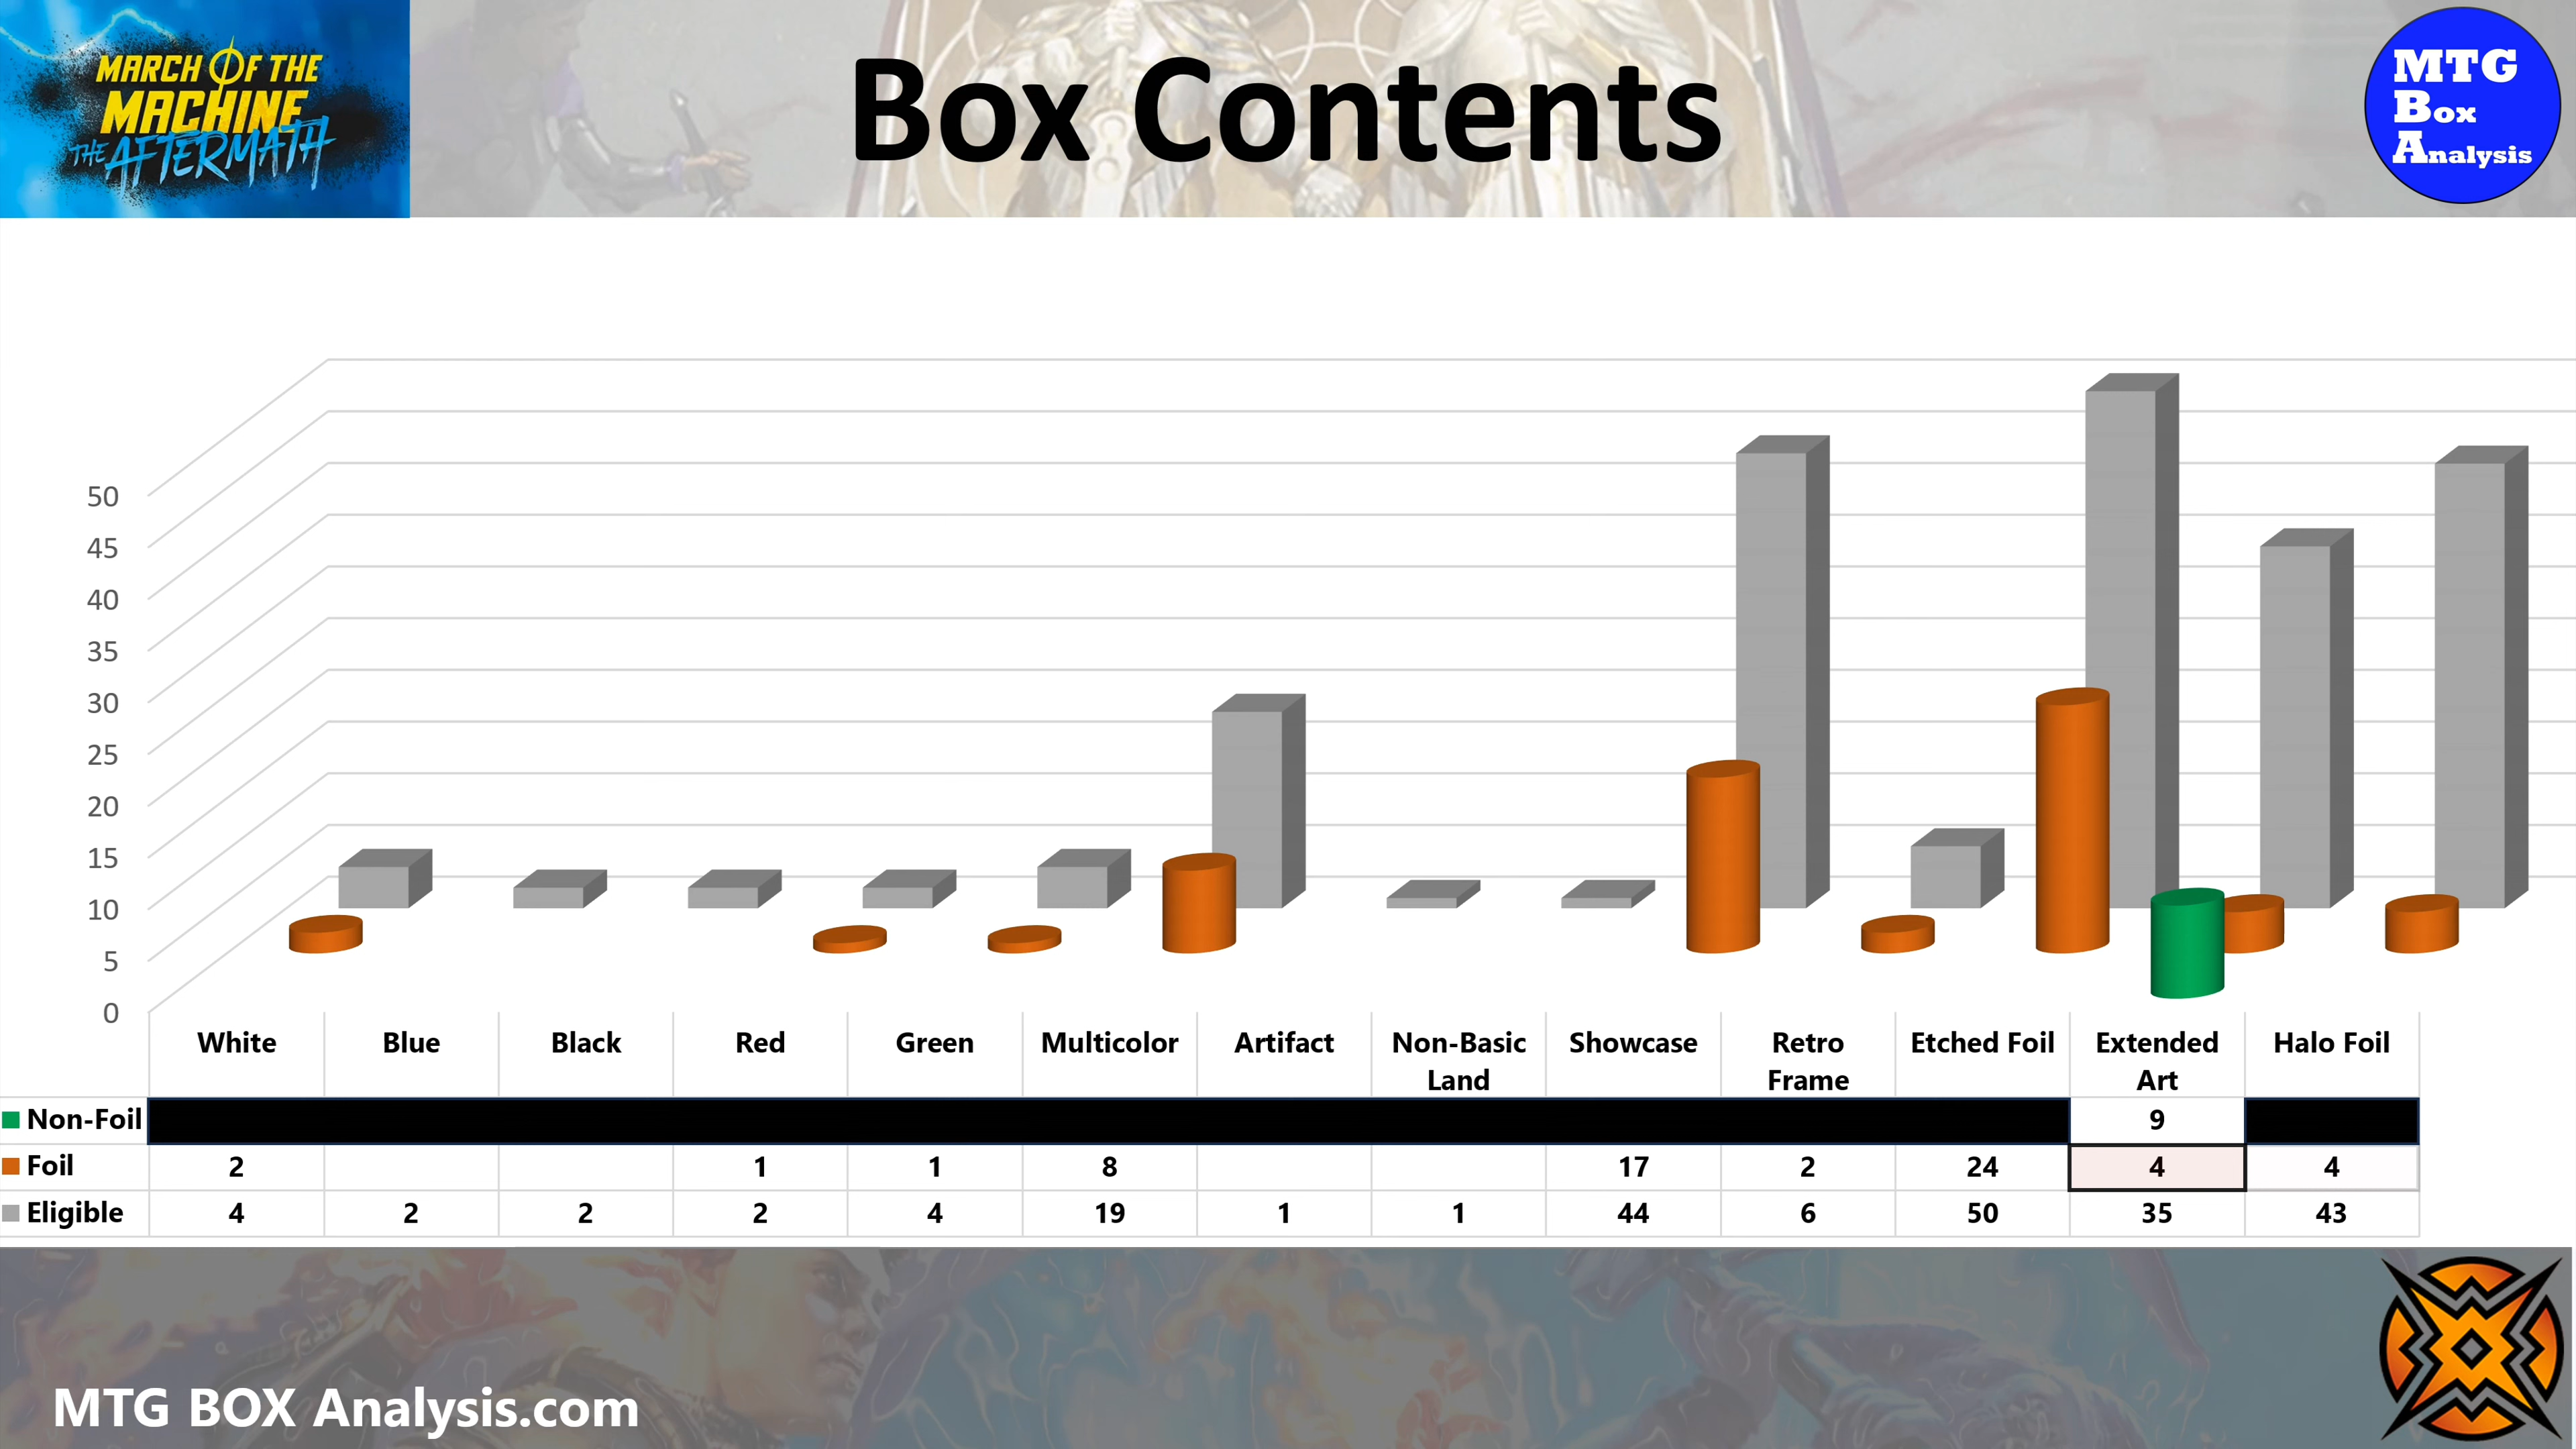 MARCH OF THE
MACHINE
THE AFTERMATH
Box Contents
MTG
Box
Analysis
50
45
40
35
30
25
20
15
10
5
0
White Blue Black Red Green Multicolor Artifact Non-Basic Land Showcase Retro Frame Etched Foil Extended Art Halo Foil
Non-Foil 9
Foil 2 1 1 8 17 2 24 4 4
Eligible 4 2 2 2 4 19 1 1 44 6 50 35 43
MTG BOX Analysis.com